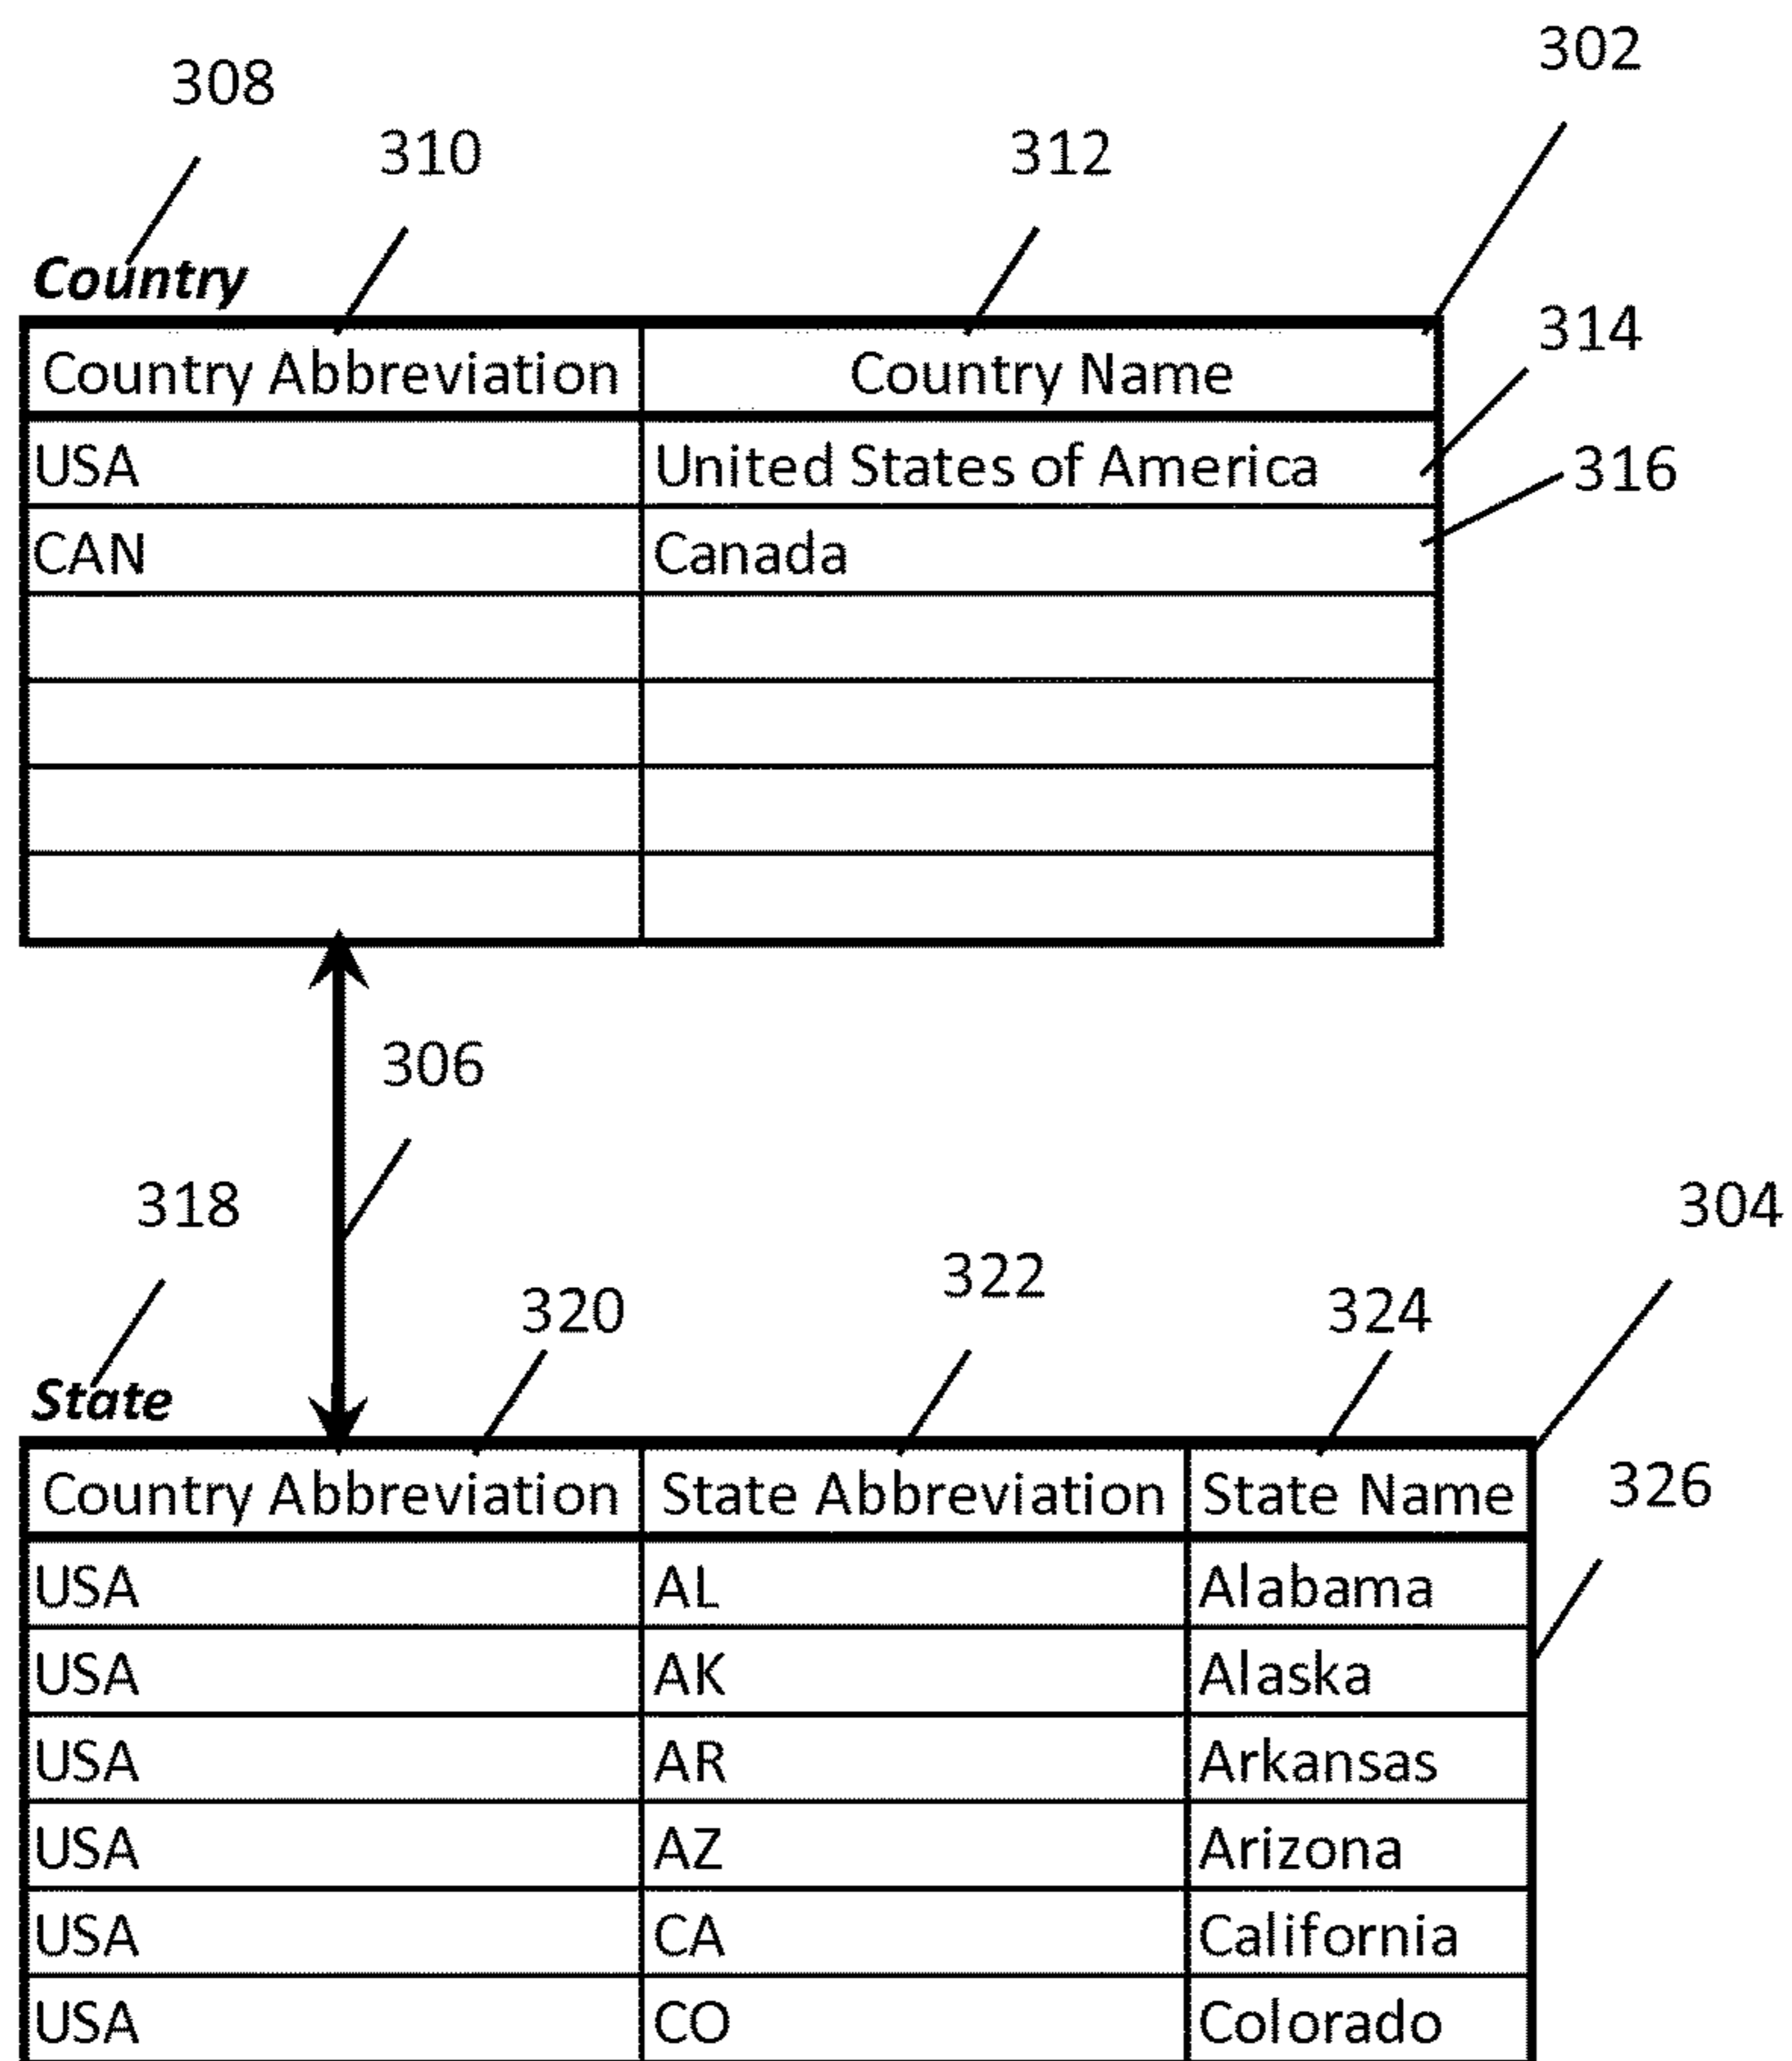 302
308
310 312
Country
314
Country Abbreviation Country Name
USA United States of America
316
CAN Canada
306
318 304
322
320 324
State
326
Country Abbreviation State Abbreviation State Name
USA AL Alabama
USA AK Alaska
USA AR Arkansas
USA AZ Arizona
USA CA California
USA CO Colorado